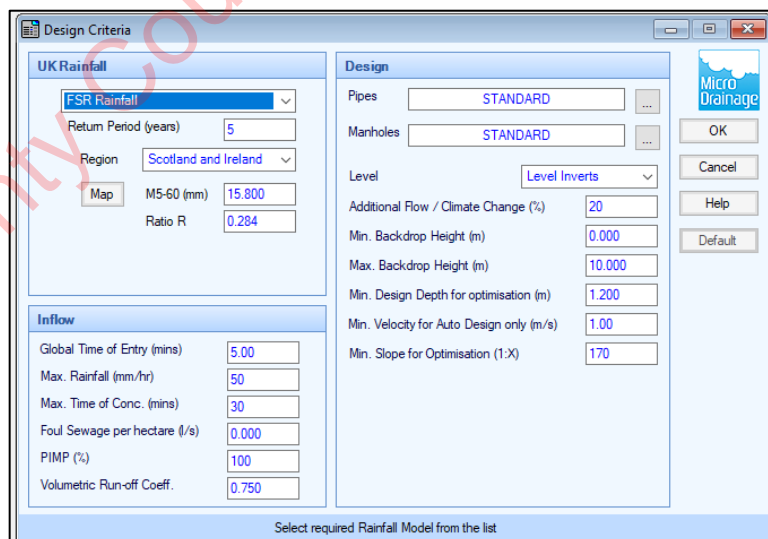 Design Criteria
UK Rainfall
FSR Rainfall
Return Period (years) 5
Region Scotland and Ireland
Map M5-60 (mm) 15.800
Ratio R 0.284
Inflow
Global Time of Entry (mins) 5.00
Max. Rainfall (mm/hr) 50
Max. Time of Conc. (mins) 30
Foul Sewage per hectare (l/s) 0.000
PIMP (%) 100
Volumetric Run-off Coeff. 0.750
Design
Pipes STANDARD ...
Manholes STANDARD ...
Level Level Inverts
Additional Flow / Climate Change (%) 20
Min. Backdrop Height (m) 0.000
Max. Backdrop Height (m) 10.000
Min. Design Depth for optimisation (m) 1.200
Min. Velocity for Auto Design only (m/s) 1.00
Min. Slope for Optimisation (1:X) 170
Micro
Drainage
OK
Cancel
Help
Default
Select required Rainfall Model from the list